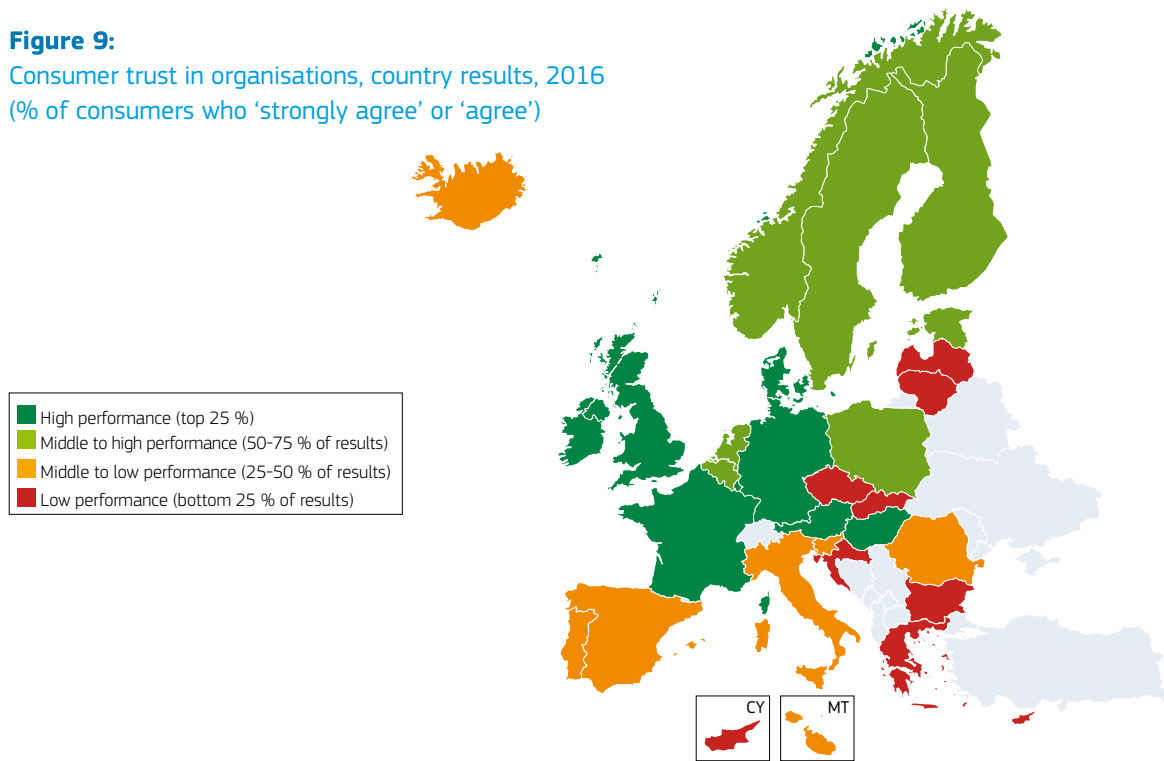 Figure 9:
Consumer trust in organisations, country results, 2016
(% of consumers who ‘strongly agree’ or ‘agree’)
High performance (top 25 %)
Middle to high performance (50-75 % of results)
Middle to low performance (25-50 % of results)
Low performance (bottom 25 % of results)
CY
MT